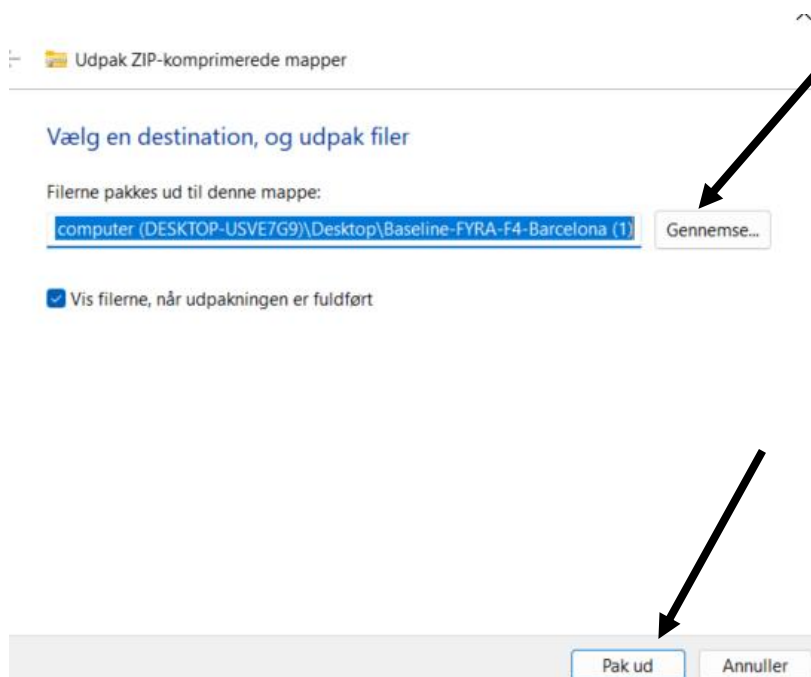 Udpak ZIP-komprimerede mapper
Vælg en destination, og udpak filer
Filerne pakkes ud til denne mappe:
computer (DESKTOP-USVE7G9)\Desktop\Baseline-FYRA-F4-Barcelona (1) Gennemse...
Vis filerne, når udpakningen er fuldført
Pak ud Annuller